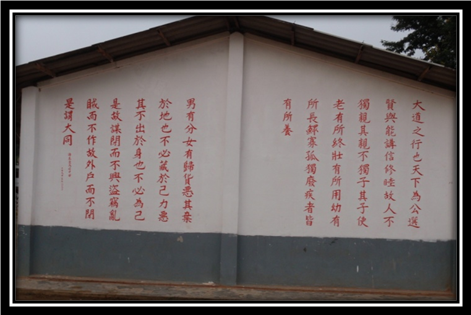 大道之行也天下為公選
賢與能講信修睦故人不
獨親其親不獨子其子使
老有所終壯有所用幼有
所長鰥寡孤獨廢疾者皆
有所養
男有分女有歸貨惡其棄
於地也不必藏於己力惡
其不出於身也不必為己
是故謀閉而不興盜竊亂
賊而不作故外戶而不閉
是謂大同